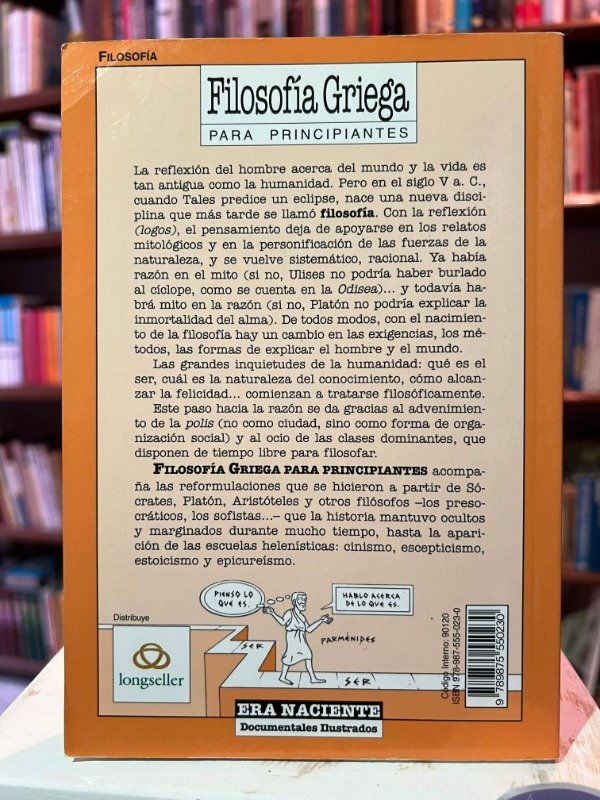 FILOSOFÍA
Filosofía Griega
PARA PRINCIPIANTES
La reflexión del hombre acerca del mundo y la vida es
tan antigua como la humanidad. Pero en el siglo V a. C.,
cuando Tales predice un eclipse, nace una nueva disci-
plina que más tarde se llamó filosofía. Con la reflexión
(logos), el pensamiento deja de apoyarse en los relatos
mitológicos y en la personificación de las fuerzas de la
naturaleza, y se vuelve sistemático, racional. Ya había
razón en el mito (si no, Ulises no podría haber burlado
al cíclope, como se cuenta en la Odisea)... y todavía ha-
brá mito en la razón (si no, Platón no podría explicar la
inmortalidad del alma). De todos modos, con el nacimiento
de la filosofía hay un cambio en las exigencias, los mé-
todos, las formas de explicar el hombre y el mundo.
Las grandes inquietudes de la humanidad: qué es el
ser, cuál es la naturaleza del conocimiento, cómo alcan-
zar la felicidad... comienzan a tratarse filosóficamente.
Este paso hacia la razón se da gracias al advenimiento
de la polis (no como ciudad, sino como forma de or-
ganización social) y al ocio de las clases dominantes, que
disponen de tiempo libre para filosofar.
FILOSOFÍA GRIEGA PARA PRINCIPIANTES acompa-
ña las reformulaciones que se hicieron a partir de Só-
crates, Platón, Aristóteles y otros filósofos –los preso-
cráticos, los sofistas...– que la historia mantuvo ocultos
y marginados durante mucho tiempo, hasta la apari-
ción de las escuelas helenísticas: cinismo, escepticismo,
estoicismo y epicureísmo.
PIENSO LO
QUE ES.
HABLO ACERCA
DE LO QUE ES.
PARMÉNIDES
SER
SER
Distribuye
longseller
ERA NACIENTE
Documentales Ilustrados
Código Interno: 90120
ISBN 978-987-555-023-0
9 789875 550230